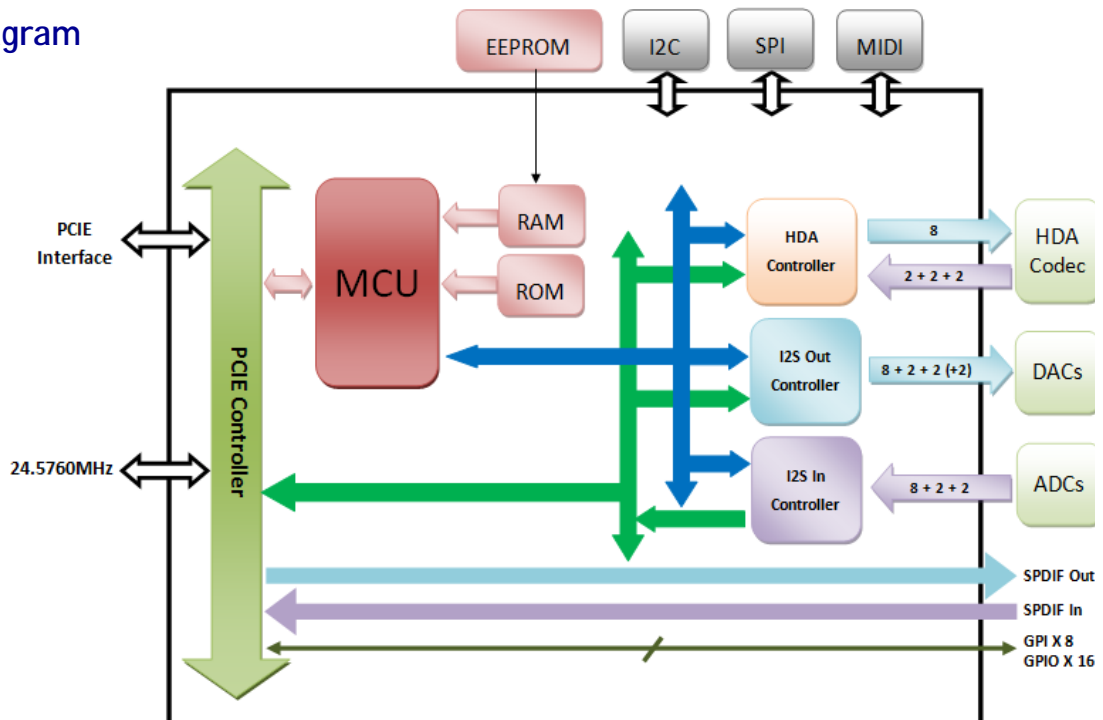 gram
EEPROM
I2C
SPI
MIDI
PCIE
Interface
24.5760MHz
PCIE Controller
MCU
RAM
ROM
HDA
Controller
8
2 + 2 + 2
HDA
Codec
I2S Out
Controller
8 + 2 + 2 (+2)
DACs
I2S In
Controller
8 + 2 + 2
ADCs
SPDIF Out
SPDIF In
GPI X 8
GPIO X 16